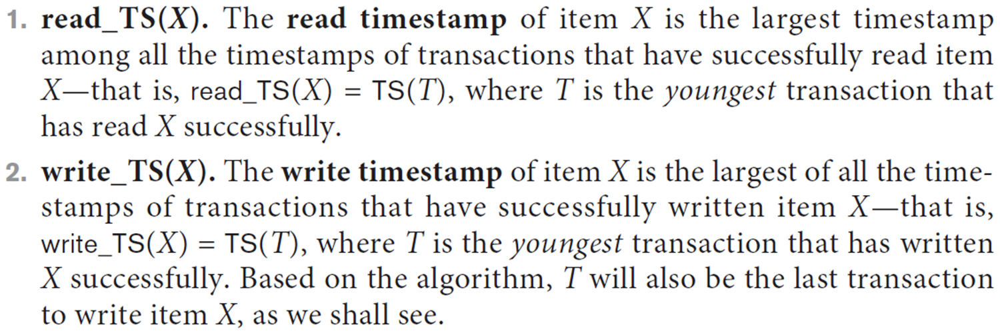 1. read_TS(X). The read timestamp of item X is the largest timestamp
among all the timestamps of transactions that have successfully read item
X—that is, read_TS(X) = TS(T), where T is the youngest transaction that
has read X successfully.
2. write_TS(X). The write timestamp of item X is the largest of all the time-
stamps of transactions that have successfully written item X—that is,
write_TS(X) = TS(T), where T is the youngest transaction that has written
X successfully. Based on the algorithm, T will also be the last transaction
to write item X, as we shall see.